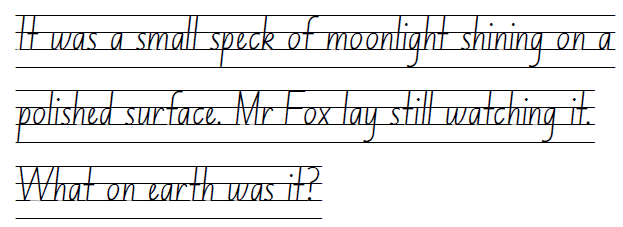 It was a small speck of moonlight shining on a
polished surface. Mr Fox lay still watching it.
What on earth was it?